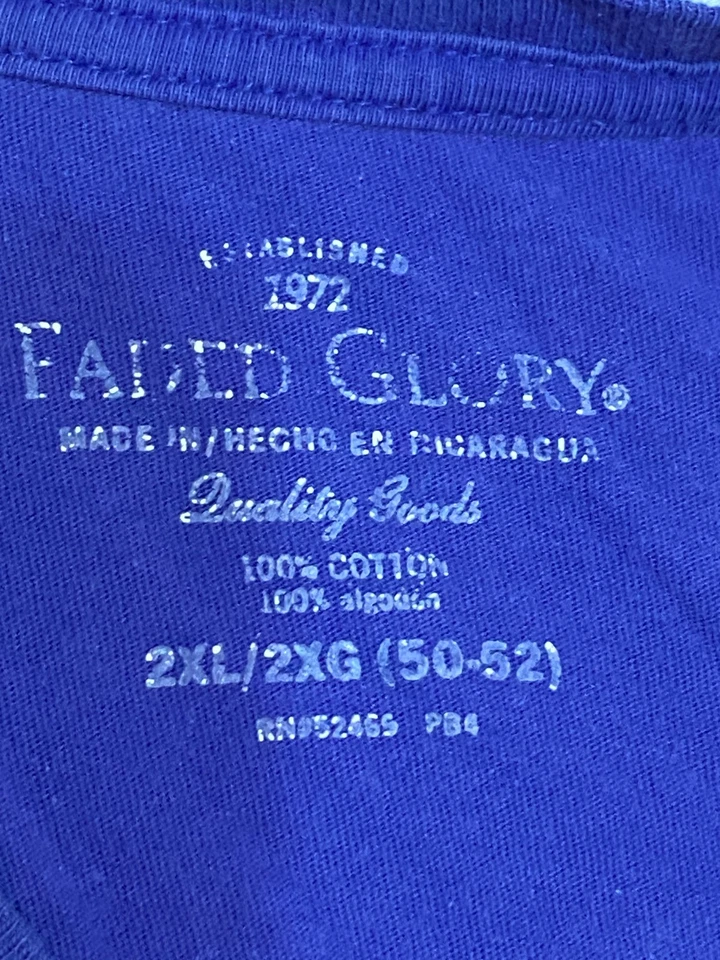 ESTABLISHED
1972
FADED GLORY®
MADE IN/HECHO EN NICARAGUA
Quality Goods
100% COTTON
100% algodón
2XL/2XG (50-52)
RN#52469 PB4